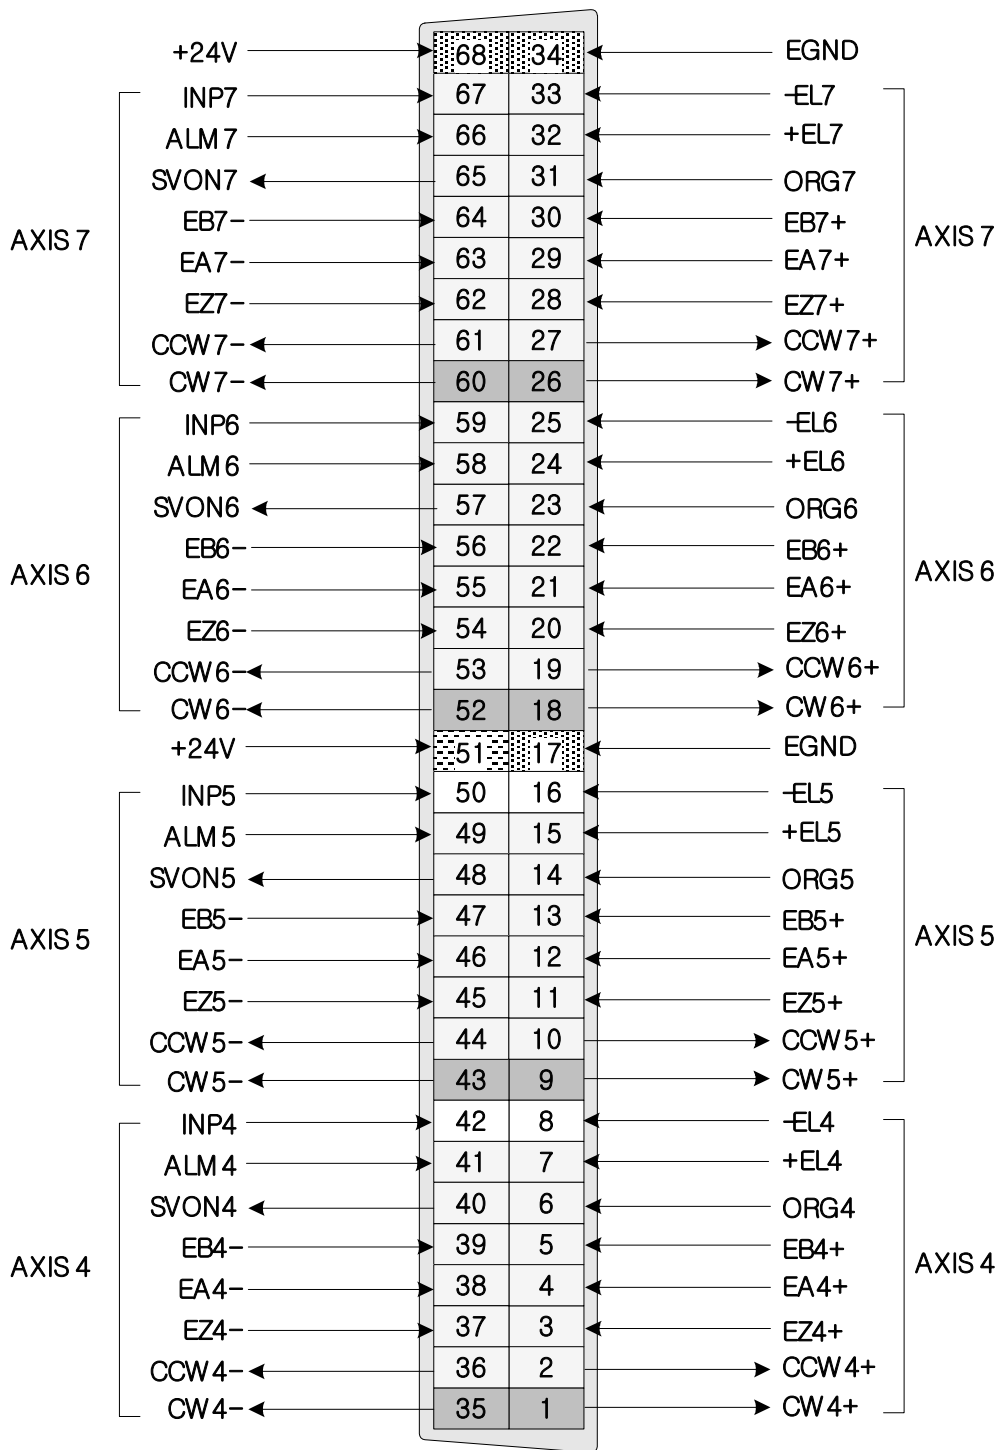 +24V 68 34 EGND
INP7 67 33 -EL7
ALM7 66 32 +EL7
SVON7 65 31 ORG7
EB7- 64 30 EB7+
AXIS 7 AXIS 7
EA7- 63 29 EA7+
EZ7- 62 28 EZ7+
CCW7- 61 27 CCW7+
CW7- 60 26 CW7+
INP6 59 25 -EL6
ALM6 58 24 +EL6
SVON6 57 23 ORG6
EB6- 56 22 EB6+
AXIS 6 AXIS 6
EA6- 55 21 EA6+
EZ6- 54 20 EZ6+
CCW6- 53 19 CCW6+
CW6- 52 18 CW6+
+24V 51 17 EGND
INP5 50 16 -EL5
ALM5 49 15 +EL5
SVON5 48 14 ORG5
EB5- 47 13 EB5+
AXIS 5 AXIS 5
EA5- 46 12 EA5+
EZ5- 45 11 EZ5+
CCW5- 44 10 CCW5+
CW5- 43 9 CW5+
INP4 42 8 -EL4
ALM4 41 7 +EL4
SVON4 40 6 ORG4
EB4- 39 5 EB4+
AXIS 4 AXIS 4
EA4- 38 4 EA4+
EZ4- 37 3 EZ4+
CCW4- 36 2 CCW4+
CW4- 35 1 CW4+